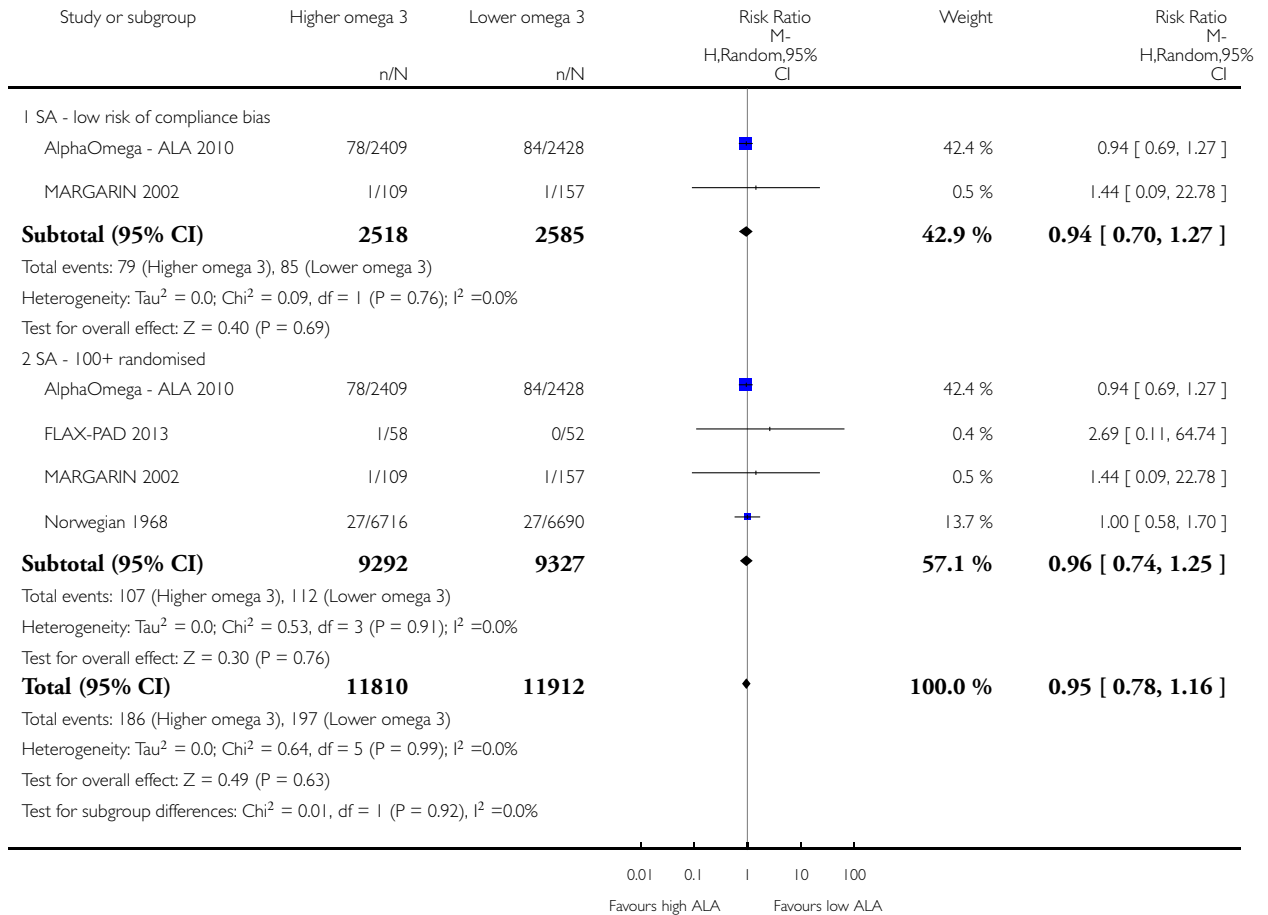 Study or subgroup Higher omega 3 Lower omega 3 Risk Ratio Weight Risk Ratio
M- M-
H,Random,95% H,Random,95%
n/N n/N CI CI
1 SA - low risk of compliance bias
AlphaOmega - ALA 2010 78/2409 84/2428 42.4 % 0.94 [ 0.69, 1.27 ]
MARGARIN 2002 1/109 1/157 0.5 % 1.44 [ 0.09, 22.78 ]
Subtotal (95% CI) 2518 2585 42.9 % 0.94 [ 0.70, 1.27 ]
Total events: 79 (Higher omega 3), 85 (Lower omega 3)
Heterogeneity: Tau² = 0.0; Chi² = 0.09, df = 1 (P = 0.76); I² =0.0%
Test for overall effect: Z = 0.40 (P = 0.69)
2 SA - 100+ randomised
AlphaOmega - ALA 2010 78/2409 84/2428 42.4 % 0.94 [ 0.69, 1.27 ]
FLAX-PAD 2013 1/58 0/52 0.4 % 2.69 [ 0.11, 64.74 ]
MARGARIN 2002 1/109 1/157 0.5 % 1.44 [ 0.09, 22.78 ]
Norwegian 1968 27/6716 27/6690 13.7 % 1.00 [ 0.58, 1.70 ]
Subtotal (95% CI) 9292 9327 57.1 % 0.96 [ 0.74, 1.25 ]
Total events: 107 (Higher omega 3), 112 (Lower omega 3)
Heterogeneity: Tau² = 0.0; Chi² = 0.53, df = 3 (P = 0.91); I² =0.0%
Test for overall effect: Z = 0.30 (P = 0.76)
Total (95% CI) 11810 11912 100.0 % 0.95 [ 0.78, 1.16 ]
Total events: 186 (Higher omega 3), 197 (Lower omega 3)
Heterogeneity: Tau² = 0.0; Chi² = 0.64, df = 5 (P = 0.99); I² =0.0%
Test for overall effect: Z = 0.49 (P = 0.63)
Test for subgroup differences: Chi² = 0.01, df = 1 (P = 0.92), I² =0.0%
0.01 0.1 1 10 100
Favours high ALA Favours low ALA